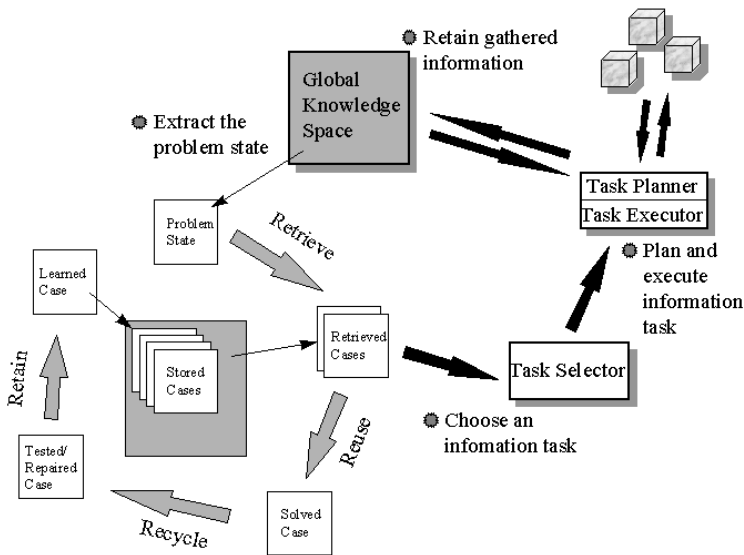 Retain gathered
information
Global
Knowledge
Space
Extract the
problem state
Task Planner
Task Executor
Problem
State
Retrieve
Plan and
execute
information
task
Learned
Case
Retrieved
Cases
Stored
Cases
Task Selector
Retain
Reuse
Choose an
infomation task
Tested/
Repaired
Case
Recycle
Solved
Case